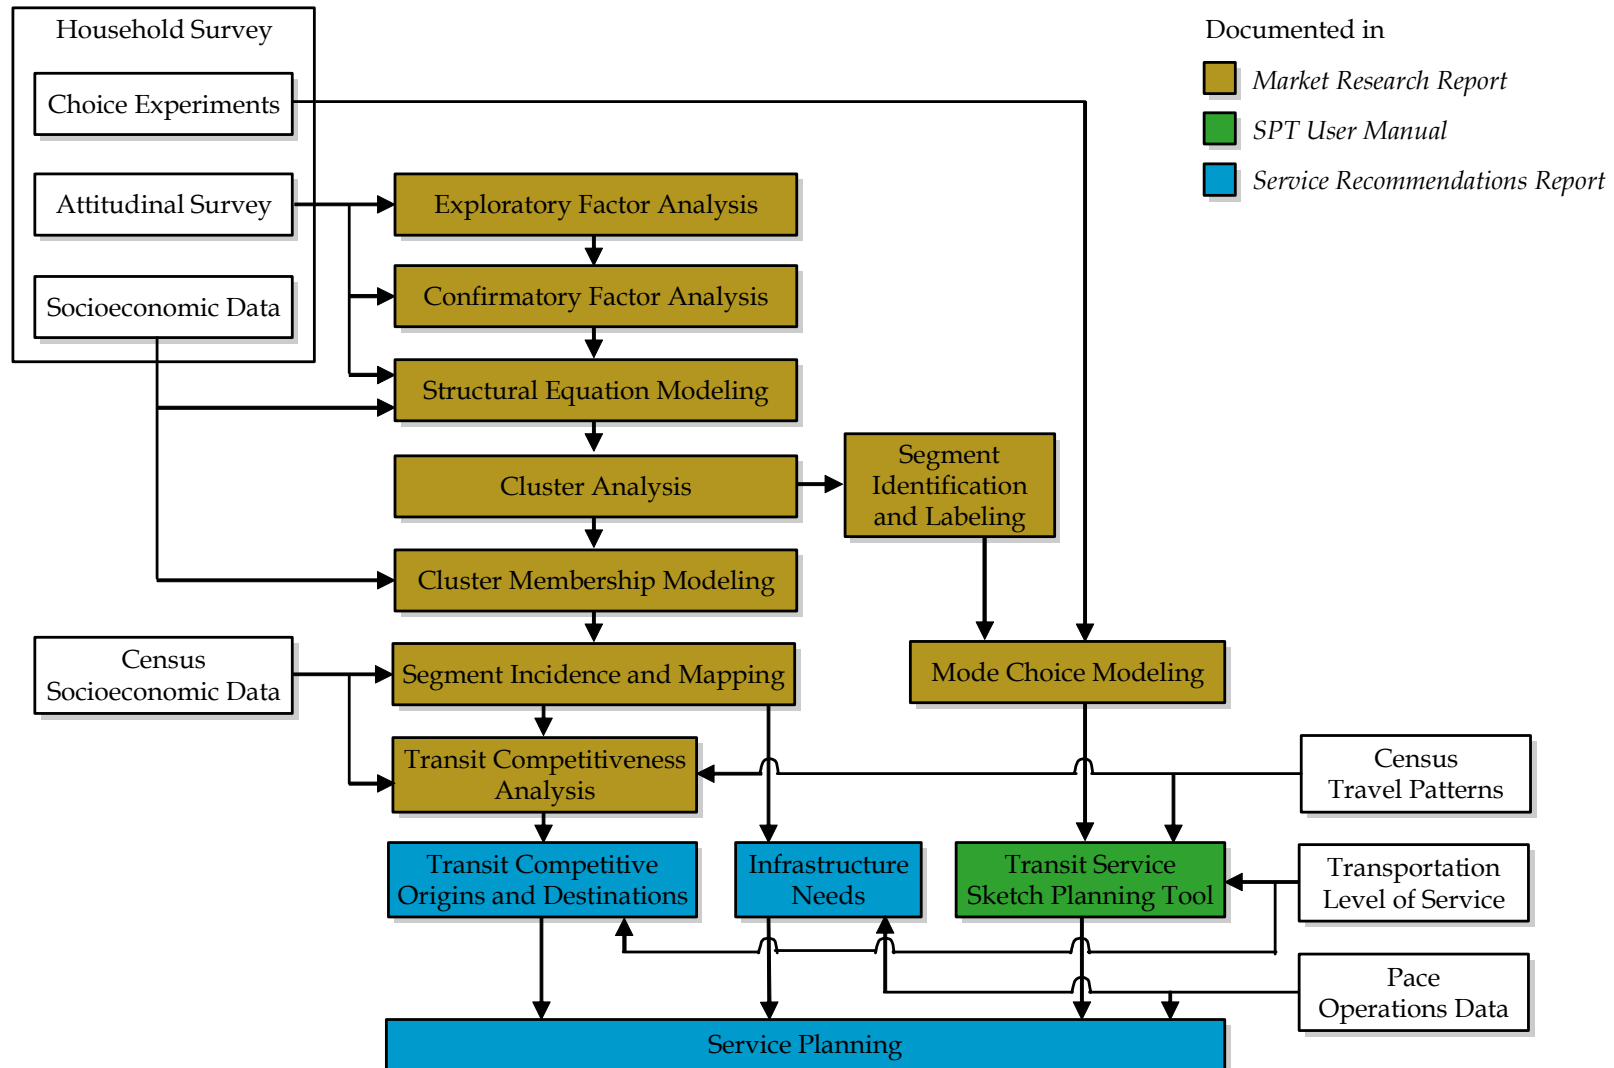 Household Survey
Choice Experiments
Attitudinal Survey
Socioeconomic Data
Documented in
Market Research Report
SPT User Manual
Service Recommendations Report
Exploratory Factor Analysis
Confirmatory Factor Analysis
Structural Equation Modeling
Cluster Analysis
Segment
Identification
and Labeling
Cluster Membership Modeling
Census
Socioeconomic Data
Segment Incidence and Mapping
Mode Choice Modeling
Transit Competitiveness
Analysis
Census
Travel Patterns
Transit Competitive
Origins and Destinations
Infrastructure
Needs
Transit Service
Sketch Planning Tool
Transportation
Level of Service
Pace
Operations Data
Service Planning